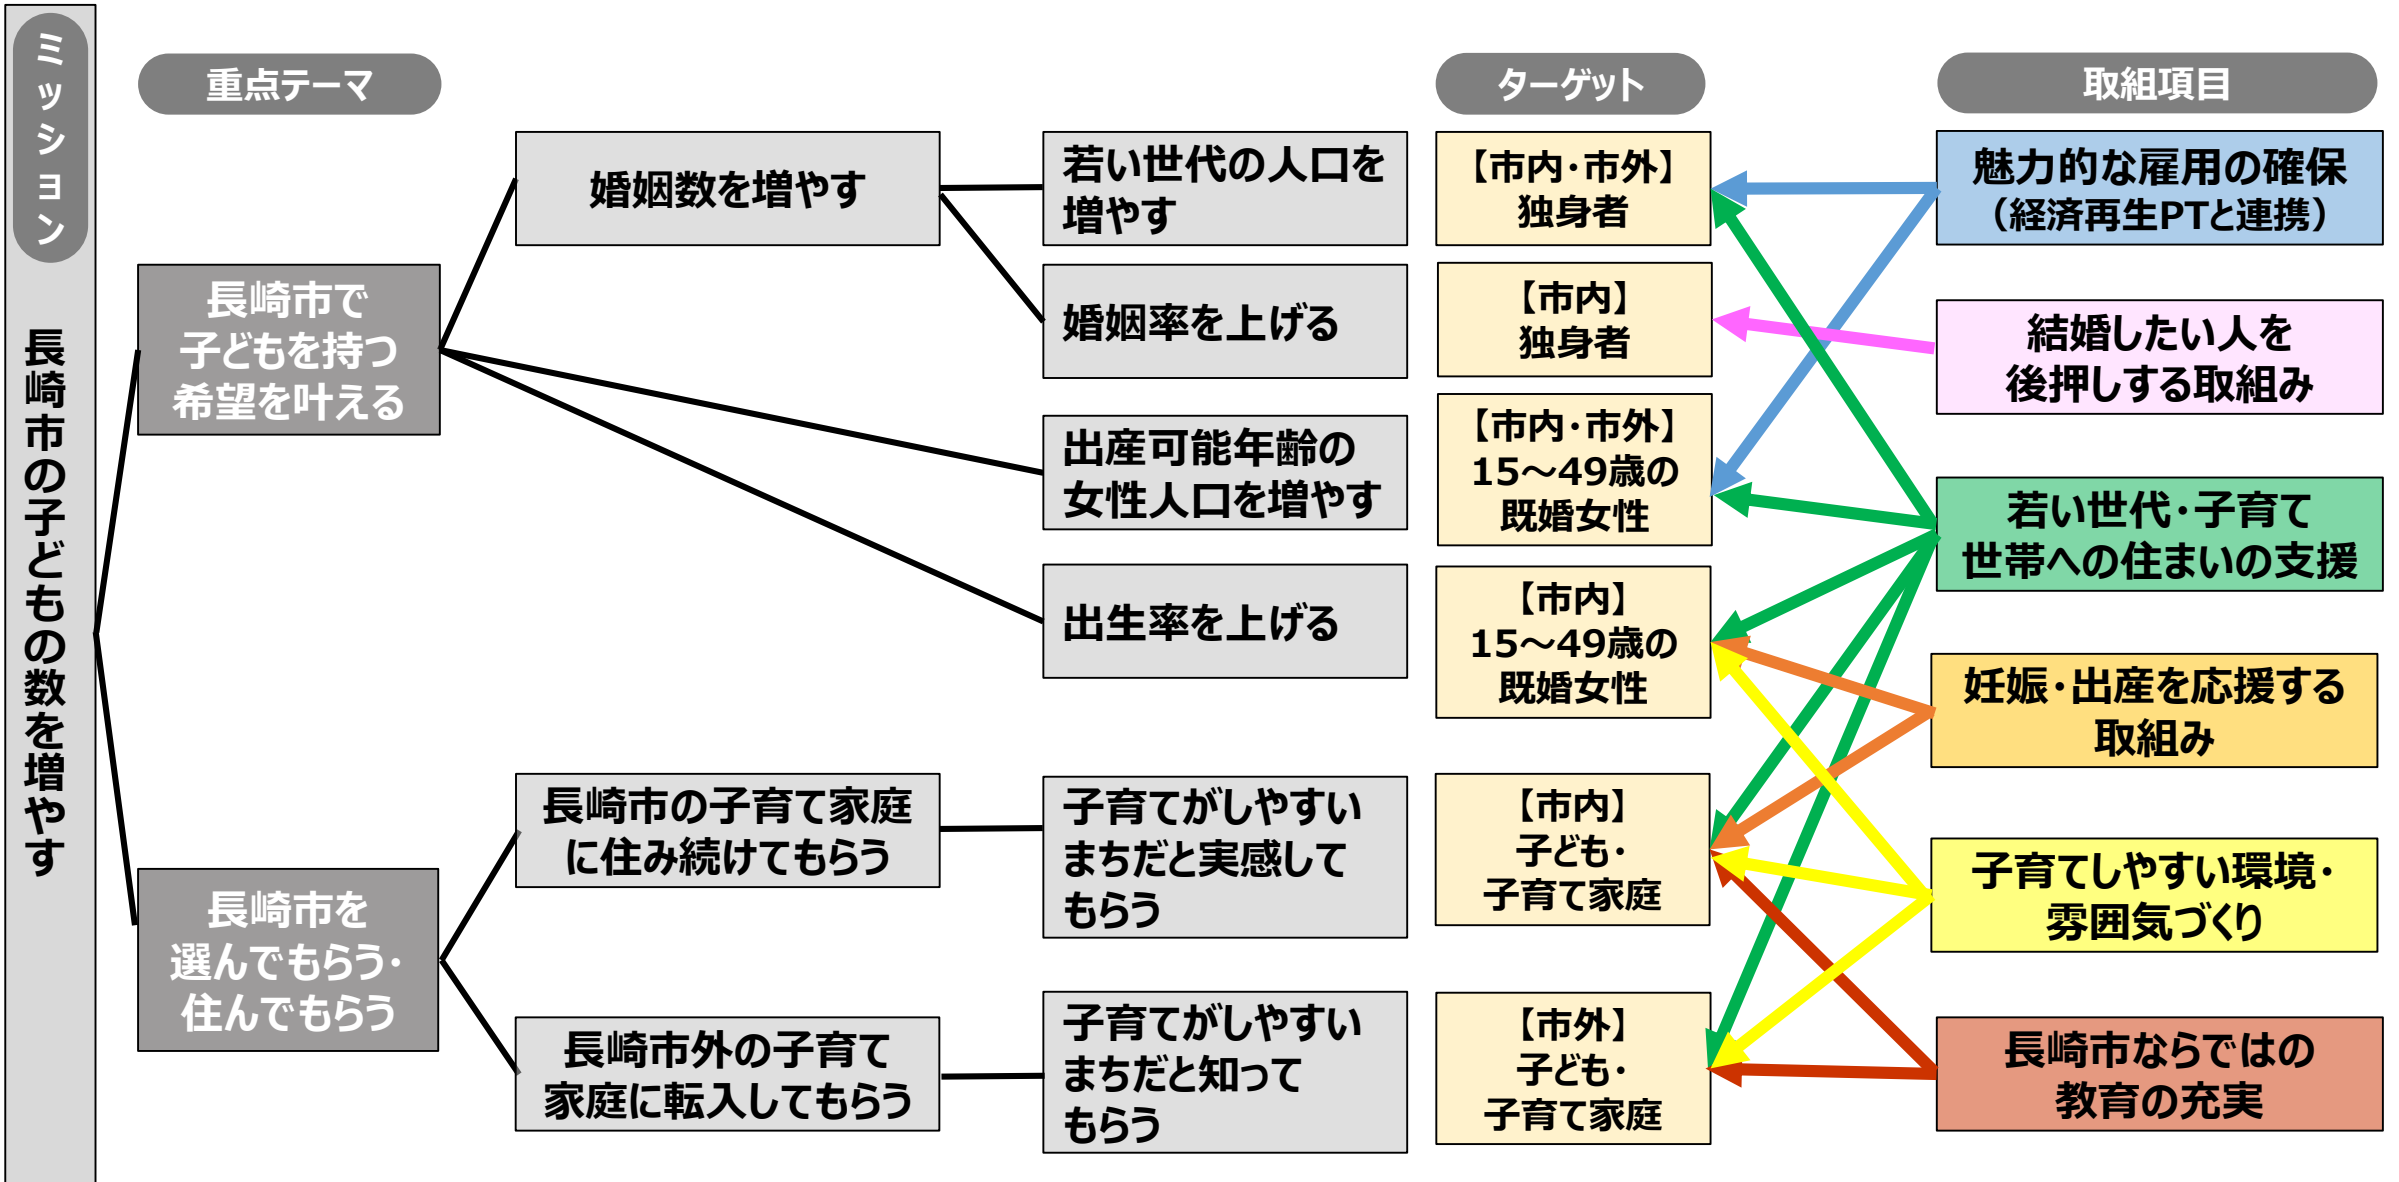 ミッション
長崎市の子どもの数を増やす
重点テーマ
ターゲット
取組項目
長崎市で
子どもを持つ
希望を叶える
長崎市を
選んでもらう・
住んでもらう
婚姻数を増やす
長崎市の子育て家庭
に住み続けてもらう
長崎市外の子育て
家庭に転入してもらう
若い世代の人口を
増やす
婚姻率を上げる
出産可能年齢の
女性人口を増やす
出生率を上げる
子育てがしやすい
まちだと実感して
もらう
子育てがしやすい
まちだと知って
もらう
【市内・市外】
独身者
【市内】
独身者
【市内・市外】
15～49歳の
既婚女性
【市内】
15～49歳の
既婚女性
【市内】
子ども・
子育て家庭
【市外】
子ども・
子育て家庭
魅力的な雇用の確保
（経済再生PTと連携）
結婚したい人を
後押しする取組み
若い世代・子育て
世帯への住まいの支援
妊娠・出産を応援する
取組み
子育てしやすい環境・
雰囲気づくり
長崎市ならではの
教育の充実